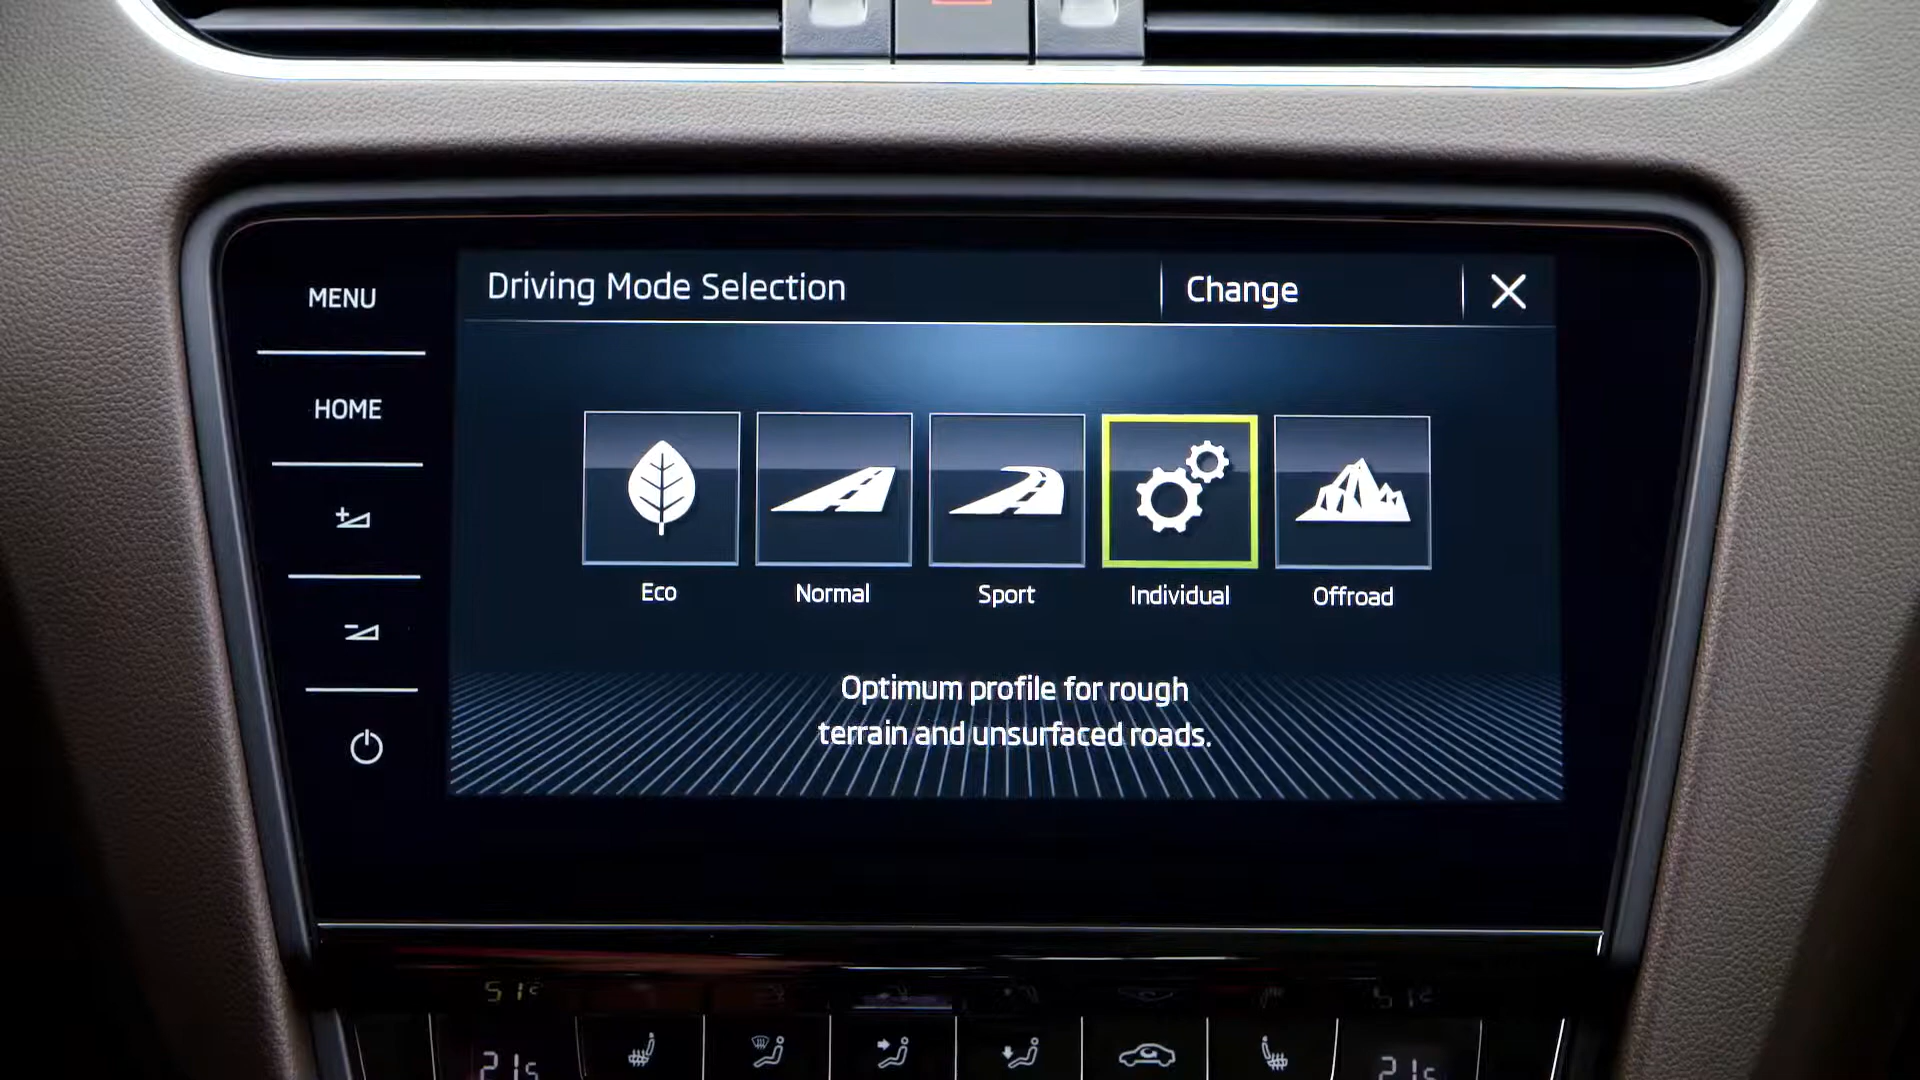 Driving Mode Selection
Change
MENU
HOME
Eco
Normal
Sport
Individual
Offroad
Optimum profile for rough
terrain and unsurfaced roads.